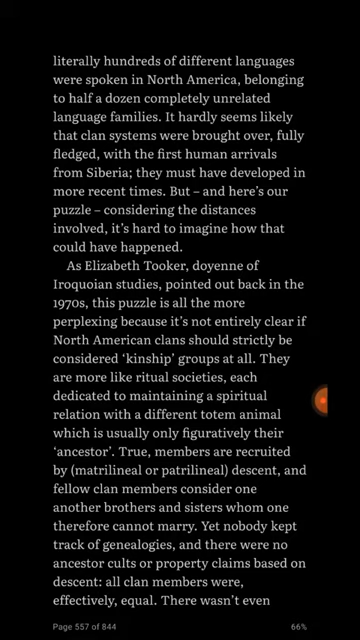 literally hundreds of different languages
were spoken in North America, belonging
to half a dozen completely unrelated
language families. It hardly seems likely
that clan systems were brought over, fully
fledged, with the first human arrivals
from Siberia; they must have developed in
more recent times. But – and here’s our
puzzle – considering the distances
involved, it’s hard to imagine how that
could have happened.
As Elizabeth Tooker, doyenne of
Iroquoian studies, pointed out back in the
1970s, this puzzle is all the more
perplexing because it’s not entirely clear if
North American clans should strictly be
considered ‘kinship’ groups at all. They
are more like ritual societies, each
dedicated to maintaining a spiritual
relation with a different totem animal
which is usually only figuratively their
‘ancestor’. True, members are recruited
by (matrilineal or patrilineal) descent, and
fellow clan members consider one
another brothers and sisters whom one
therefore cannot marry. Yet nobody kept
track of genealogies, and there were no
ancestor cults or property claims based on
descent: all clan members were,
effectively, equal. There wasn’t even
Page 557 of 844 66%